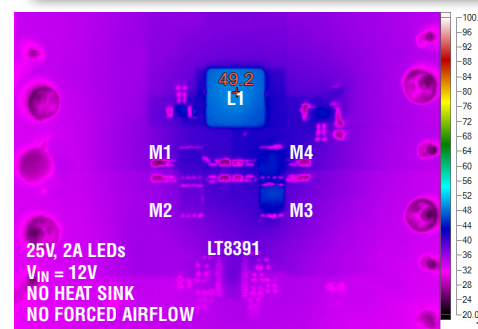 49.2
L1
M1
M4
M2
M3
LT8391
25V, 2A LEDs
VIN = 12V
NO HEAT SINK
NO FORCED AIRFLOW
100.
96
92
88
84
80
76
72
68
64
60
56
52
48
44
40
36
32
28
24
20.0